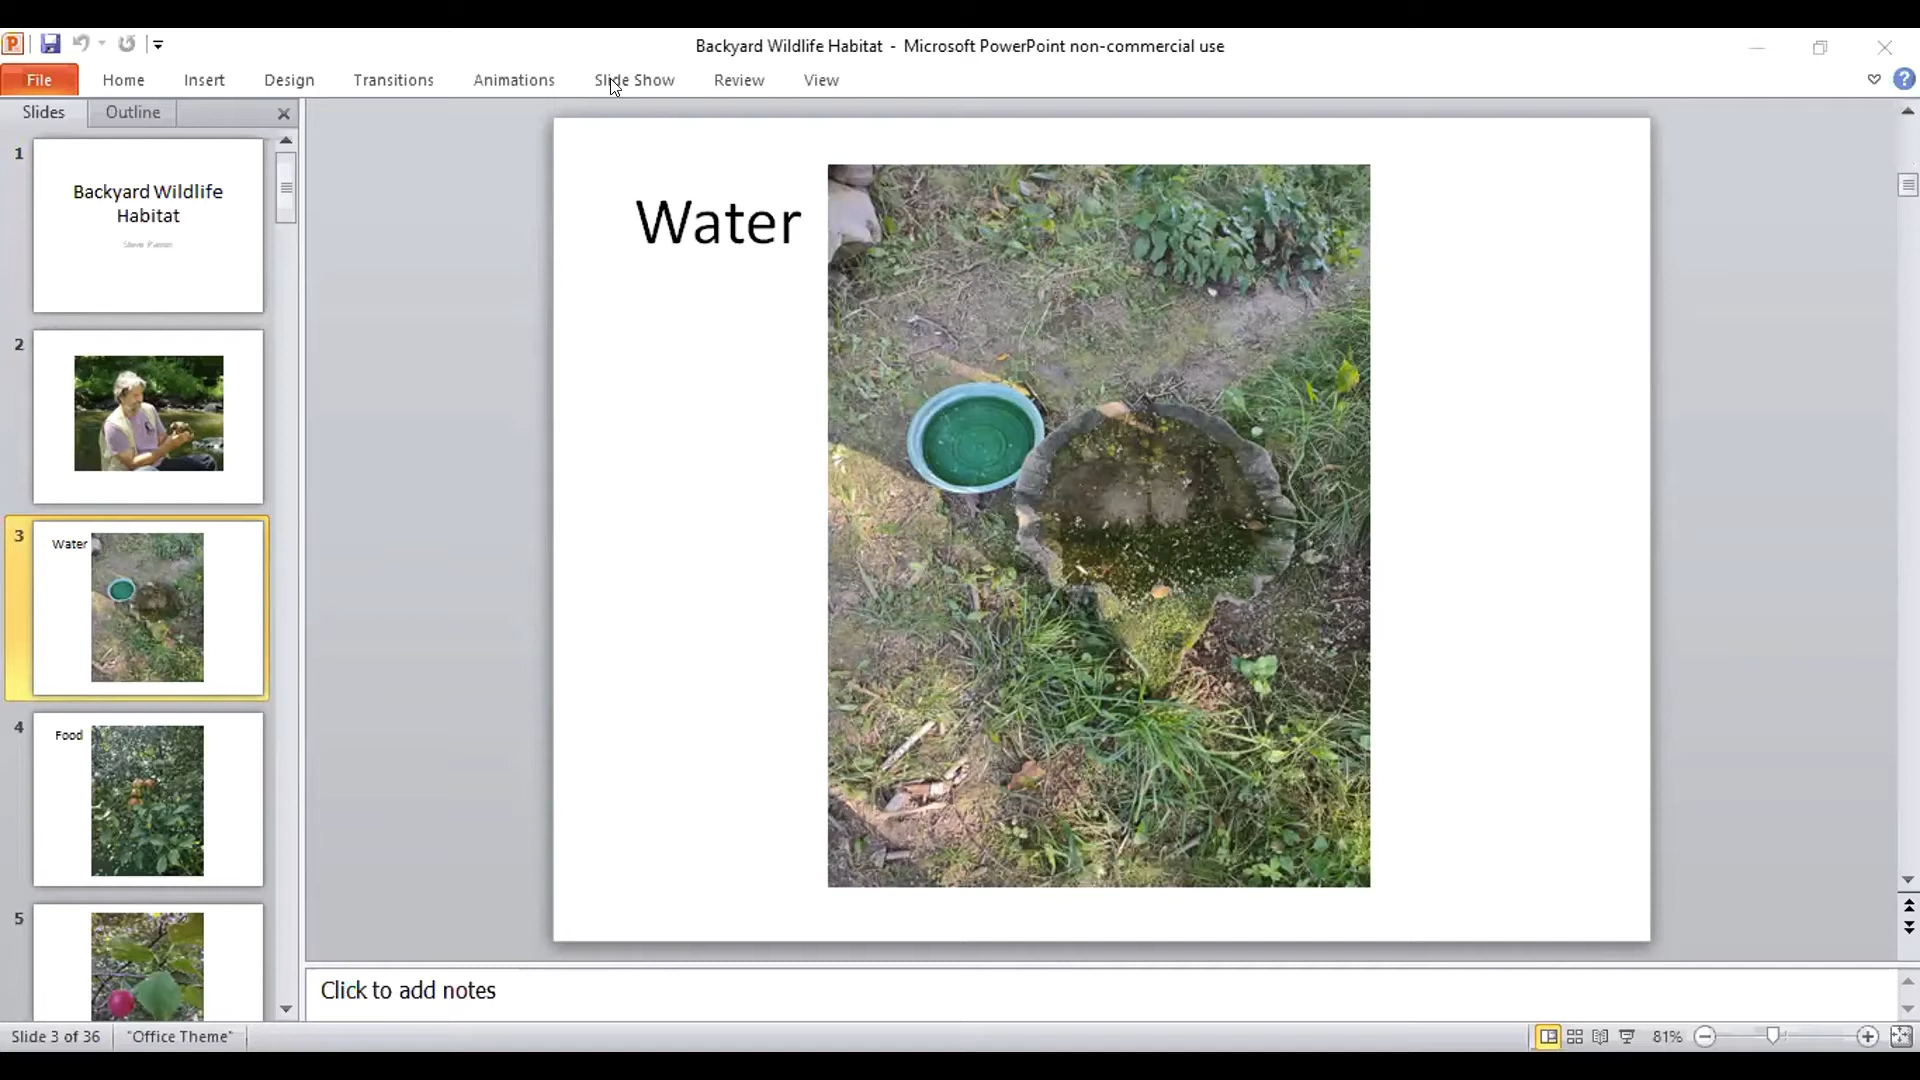 Backyard Wildlife Habitat - Microsoft PowerPoint non-commercial use
File Home Insert Design Transitions Animations Slide Show Review View
Slides Outline
1
Backyard Wildlife
Habitat
2
3
Water
4
Food
5
Water
Click to add notes
Slide 3 of 36 "Office Theme" 81%